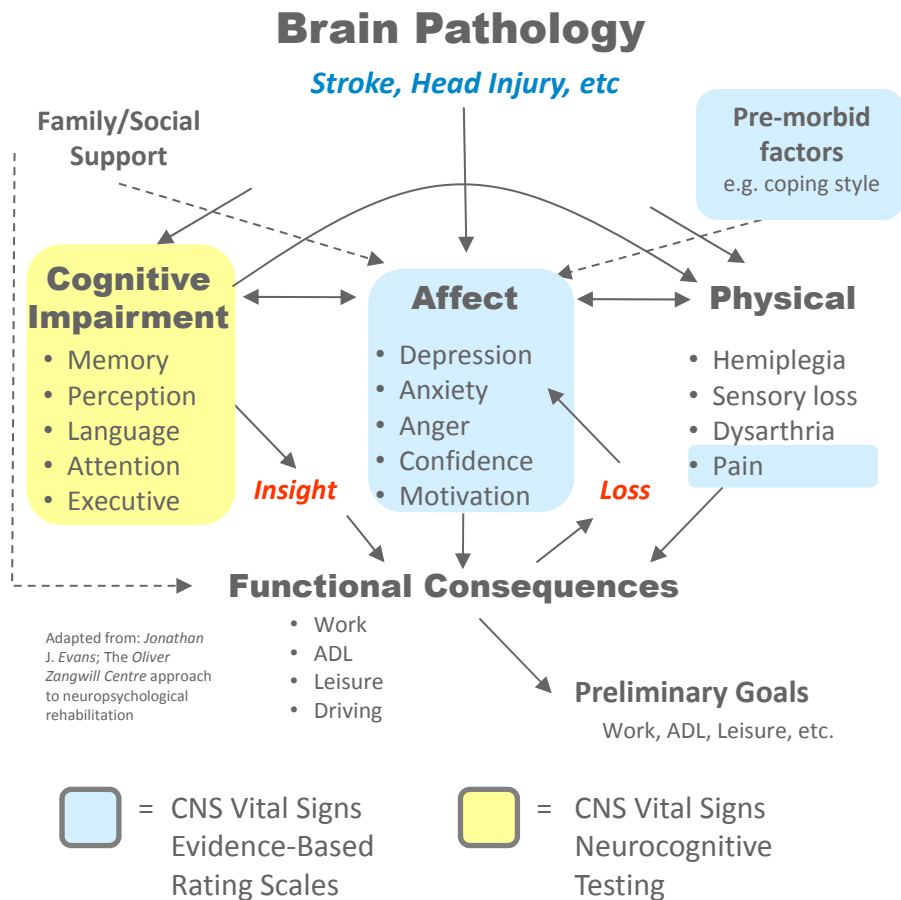 Brain Pathology
Stroke, Head Injury, etc
Family/Social
Support
Pre-morbid
factors
e.g. coping style
Cognitive
Impairment
• Memory
• Perception
• Language
• Attention
• Executive
Affect
• Depression
• Anxiety
• Anger
• Confidence
• Motivation
Physical
• Hemiplegia
• Sensory loss
• Dysarthria
• Pain
Insight
Loss
Functional Consequences
• Work
• ADL
• Leisure
• Driving
Adapted from: Jonathan
J. Evans; The Oliver
Zangwill Centre approach
to neuropsychological
rehabilitation
Preliminary Goals
Work, ADL, Leisure, etc.
= CNS Vital Signs
Evidence-Based
Rating Scales
= CNS Vital Signs
Neurocognitive
Testing